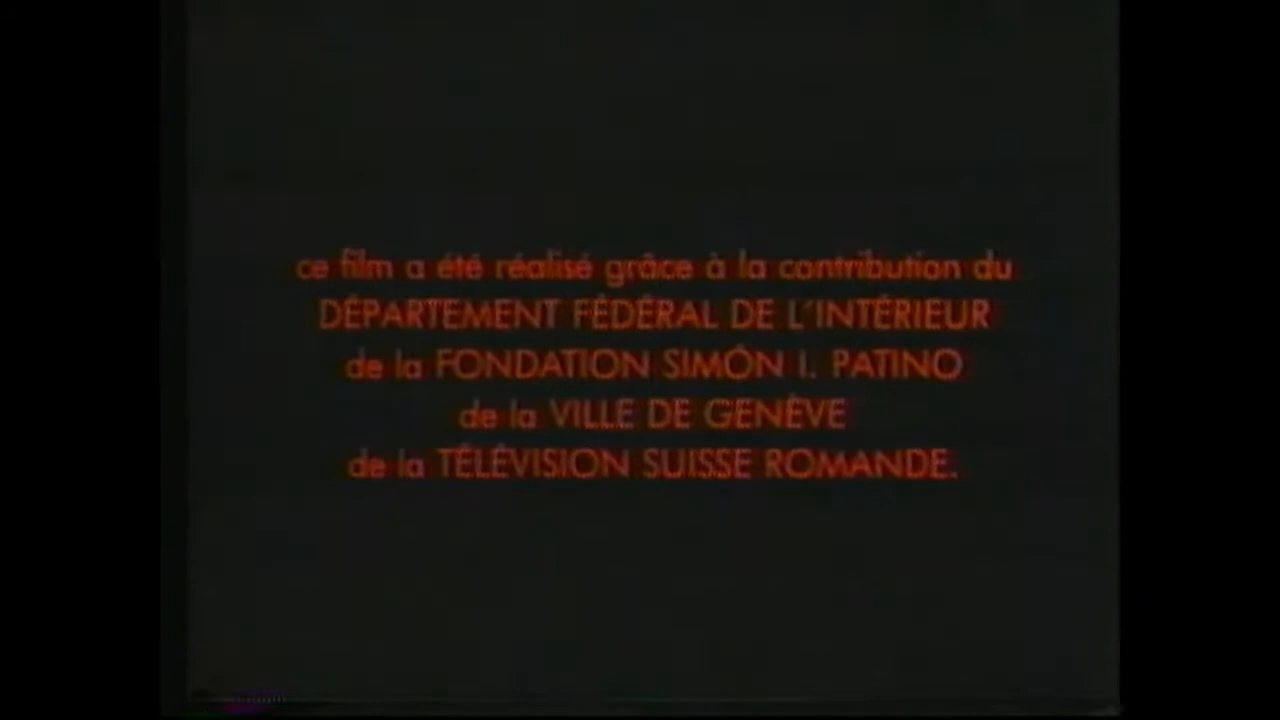 ce film a été réalisé grâce à la contribution du
DÉPARTEMENT FÉDÉRAL DE L'INTÉRIEUR
de la FONDATION SIMÓN I. PATINO
de la VILLE DE GENÈVE
de la TÉLÉVISION SUISSE ROMANDE.